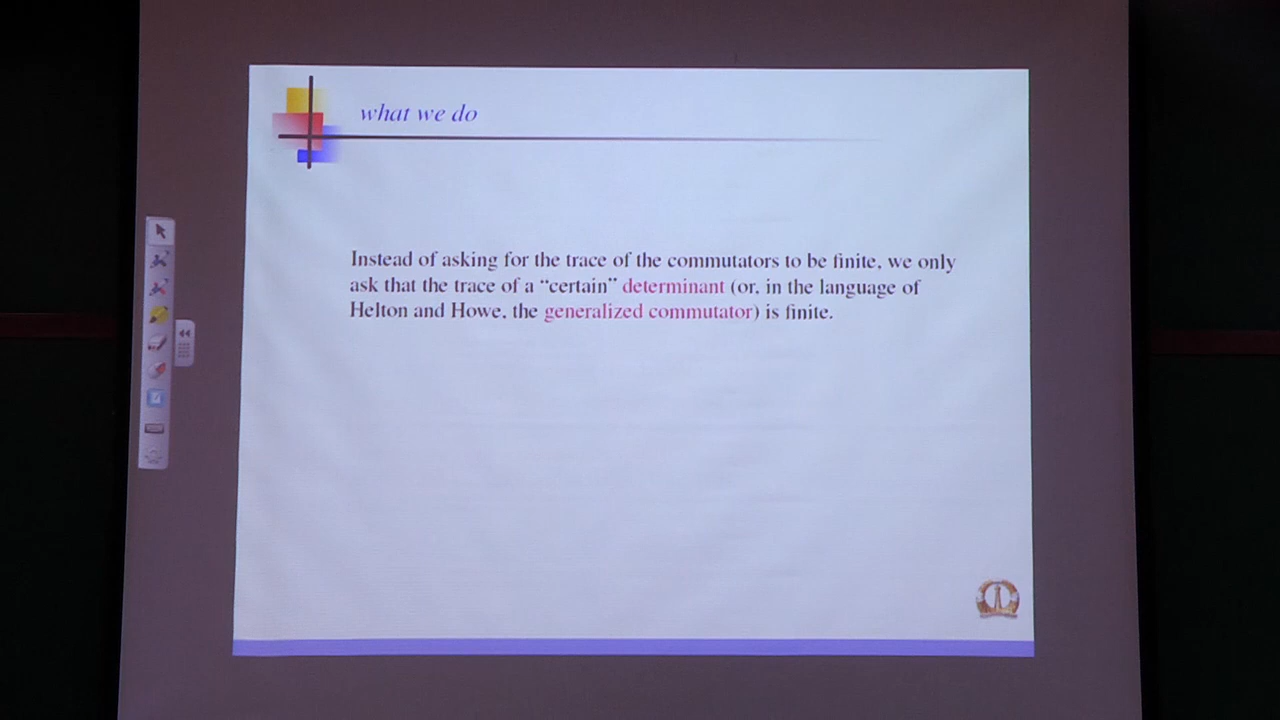 what we do
Instead of asking for the trace of the commutators to be finite, we only
ask that the trace of a “certain” determinant (or, in the language of
Helton and Howe, the generalized commutator) is finite.